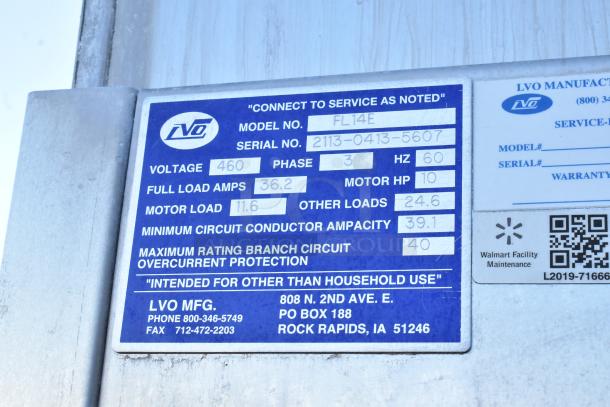 "CONNECT TO SERVICE AS NOTED"
LVO
MODEL NO. FL14E
SERIAL NO. 2113-0413-5607
VOLTAGE 460 PHASE 3 HZ 60
FULL LOAD AMPS 36.2 MOTOR HP 10
MOTOR LOAD 11.6 OTHER LOADS 24.6
MINIMUM CIRCUIT CONDUCTOR AMPACITY 39.1
MAXIMUM RATING BRANCH CIRCUIT
OVERCURRENT PROTECTION 40
"INTENDED FOR OTHER THAN HOUSEHOLD USE"
LVO MFG.
PHONE 800-346-5749
FAX 712-472-2203
808 N. 2ND AVE. E.
PO BOX 188
ROCK RAPIDS, IA 51246
LVO MANUFACT
LVO
(800) 34
SERVICE-
MODEL#
SERIAL#
WARRANTY
Walmart Facility
Maintenance
L2019-71666